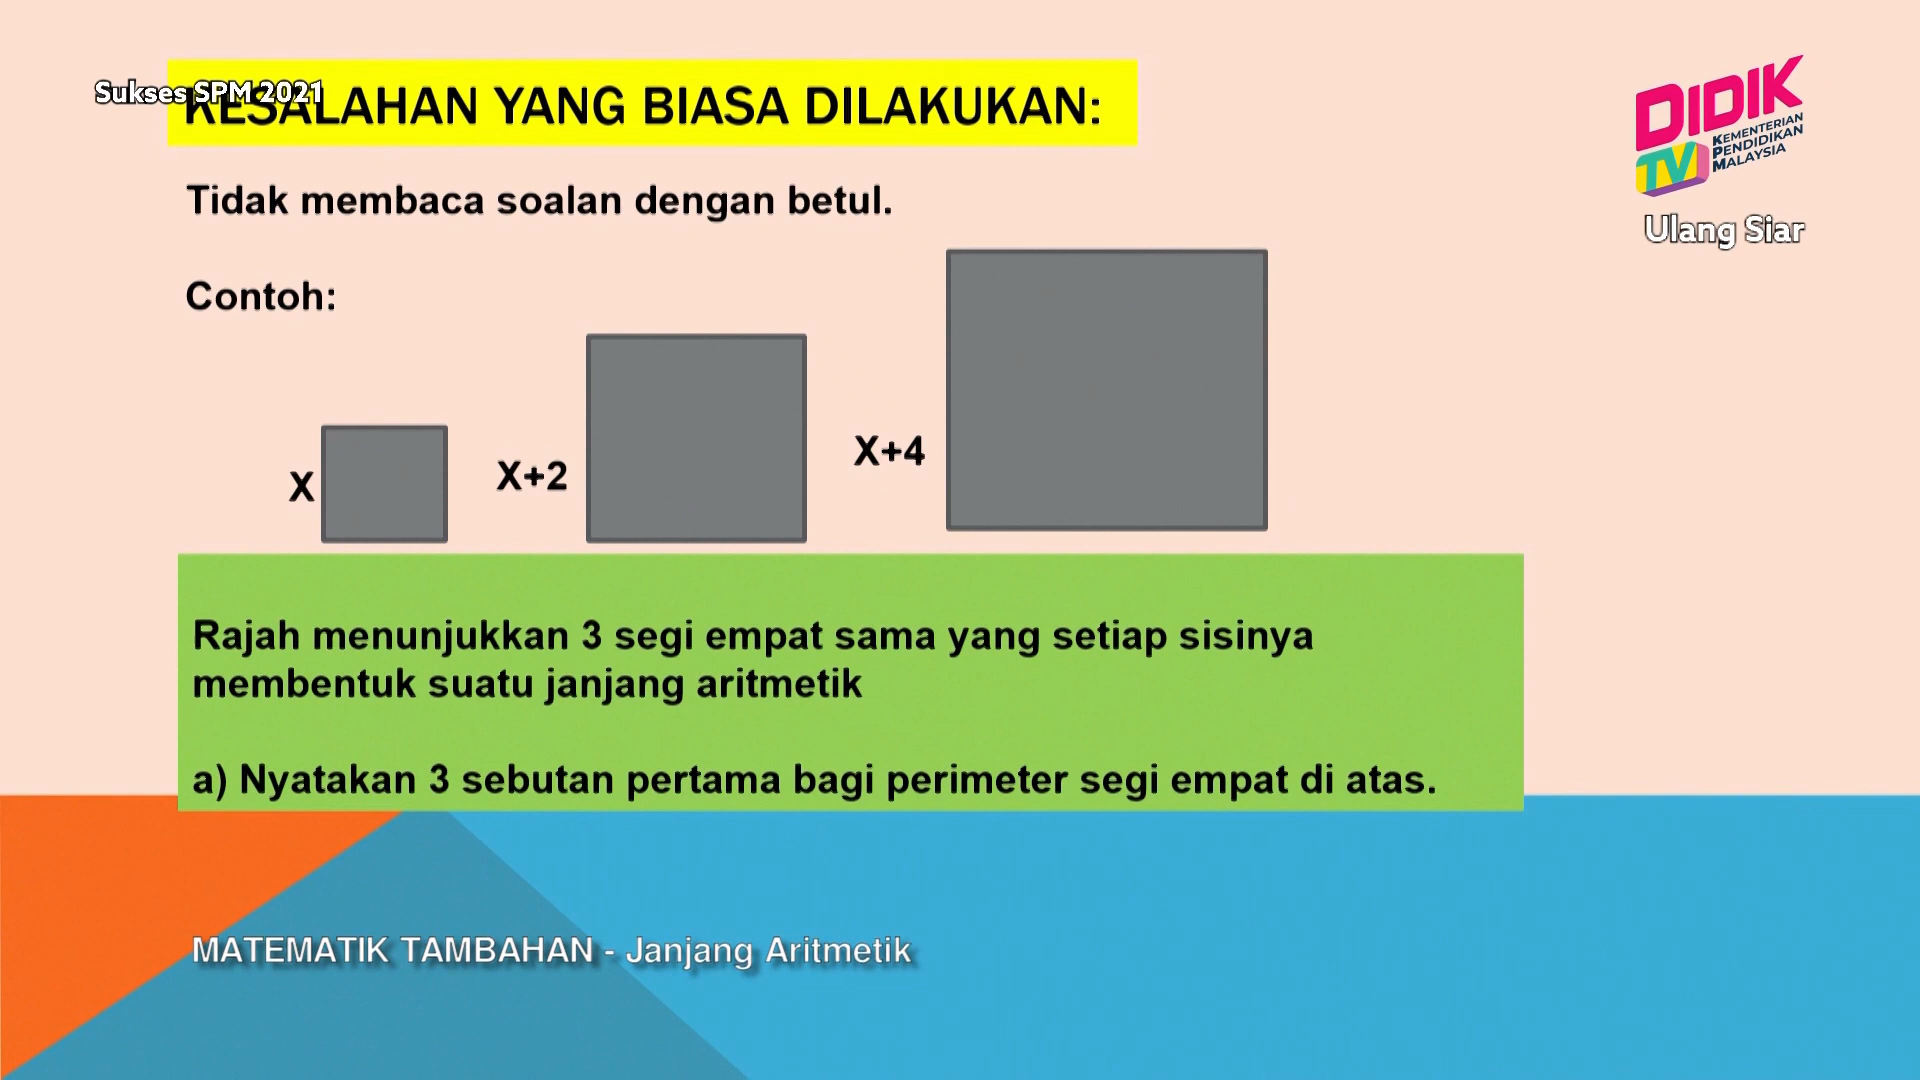 Sukses SPM 2021
KESALAHAN YANG BIASA DILAKUKAN:
DIDIK
TV
KEMENTERIAN
PENDIDIKAN
MALAYSIA
Ulang Siar
Tidak membaca soalan dengan betul.
Contoh:
X
X+2
X+4
Rajah menunjukkan 3 segi empat sama yang setiap sisinya
membentuk suatu janjang aritmetik
a) Nyatakan 3 sebutan pertama bagi perimeter segi empat di atas.
MATEMATIK TAMBAHAN - Janjang Aritmetik